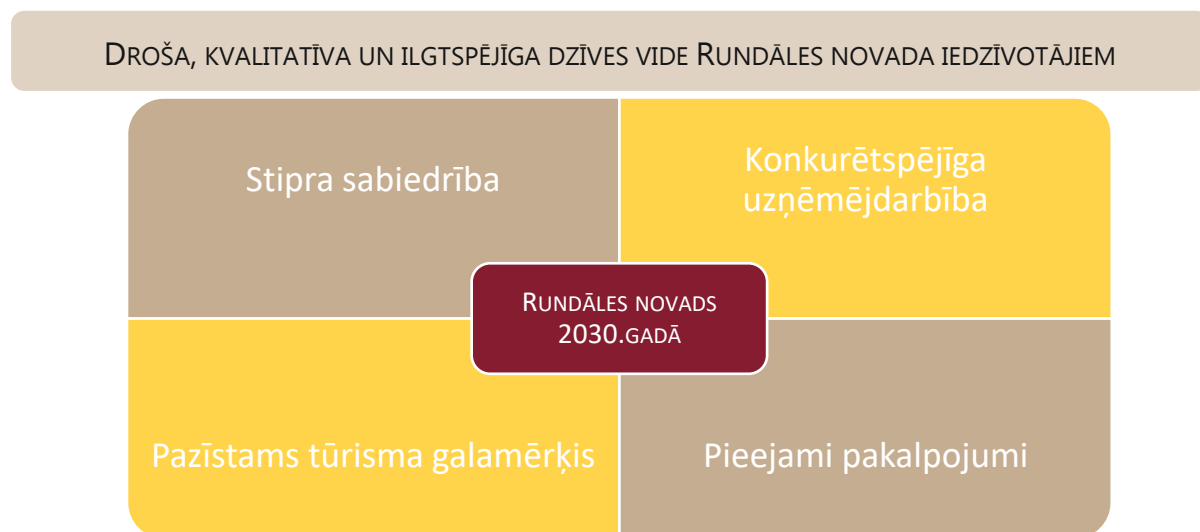 DROŠA, KVALITATĪVA UN ILGTSPĒJĪGA DZĪVES VIDE RUNDĀLES NOVADA IEDZĪVOTĀJIEM
Stipra sabiedrība
Konkurētspējīga
uzņēmējdarbība
RUNDĀLES NOVADS
2030.GADĀ
Pazīstams tūrisma galamērķis
Pieejami pakalpojumi